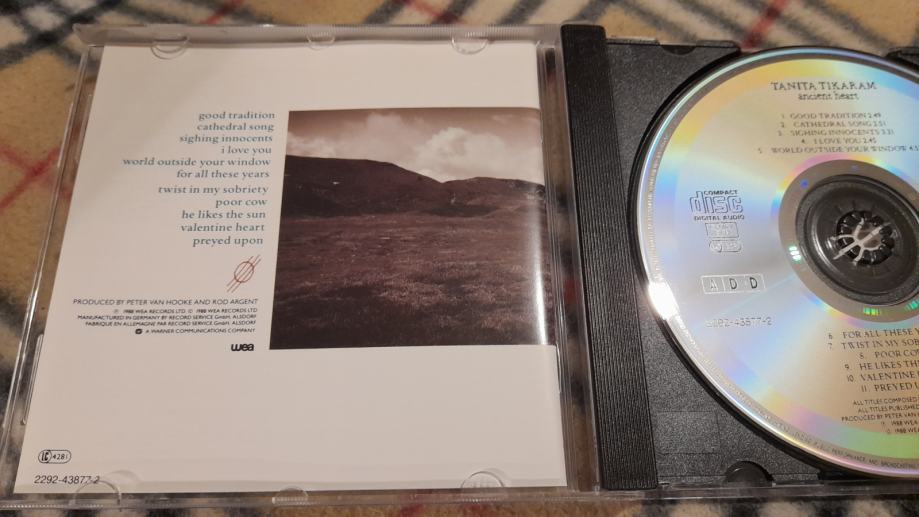 good tradition
cathedral song
sighing innocents
i love you
world outside your window
for all these years
twist in my sobriety
poor cow
he likes the sun
valentine heart
preyed upon
PRODUCED BY PETER VAN HOOKE AND ROD ARGENT
℗ 1988 WEA RECORDS LTD. © 1988 WEA RECORDS LTD
MANUFACTURED IN GERMANY BY RECORD SERVICE GmbH, ALSDORF
FABRIQUE EN ALLEMAGNE PAR RECORD SERVICE GmbH, ALSDORF
A WARNER COMMUNICATIONS COMPANY
wea
LC 4281
2292-43877-2
TANITA TIKARAM
ancient heart
1. GOOD TRADITION 2.49
2. CATHEDRAL SONG 2.51
3. SIGHING INNOCENTS 3.31
4. I LOVE YOU 2.45
5. WORLD OUTSIDE YOUR WINDOW
COMPACT
disc
DIGITAL AUDIO
A D D
2292-43877-2
6. FOR ALL THESE
7. TWIST IN MY SOB
8. POOR CO
9. HE LIKES TH
10. VALENTINE
11. PREYED U
ALL TITLES COMPOSED
ALL TITLES PUBLISHED
PRODUCED BY PETER VAN
℗ 1988 WEA
© 1988 WEA